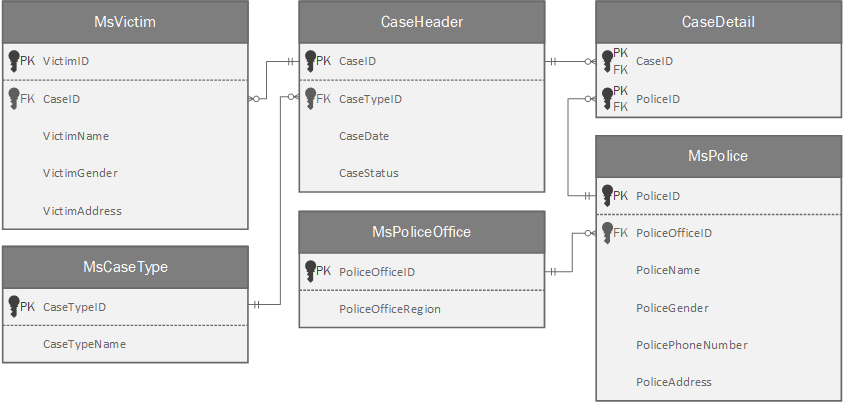 MsVictim
PK VictimID
FK CaseID
VictimName
VictimGender
VictimAddress
MsCaseType
PK CaseTypeID
CaseTypeName
CaseHeader
PK CaseID
FK CaseTypeID
CaseDate
CaseStatus
MsPoliceOffice
PK PoliceOfficeID
PoliceOfficeRegion
CaseDetail
PK
FK CaseID
PK
FK PoliceID
MsPolice
PK PoliceID
FK PoliceOfficeID
PoliceName
PoliceGender
PolicePhoneNumber
PoliceAddress